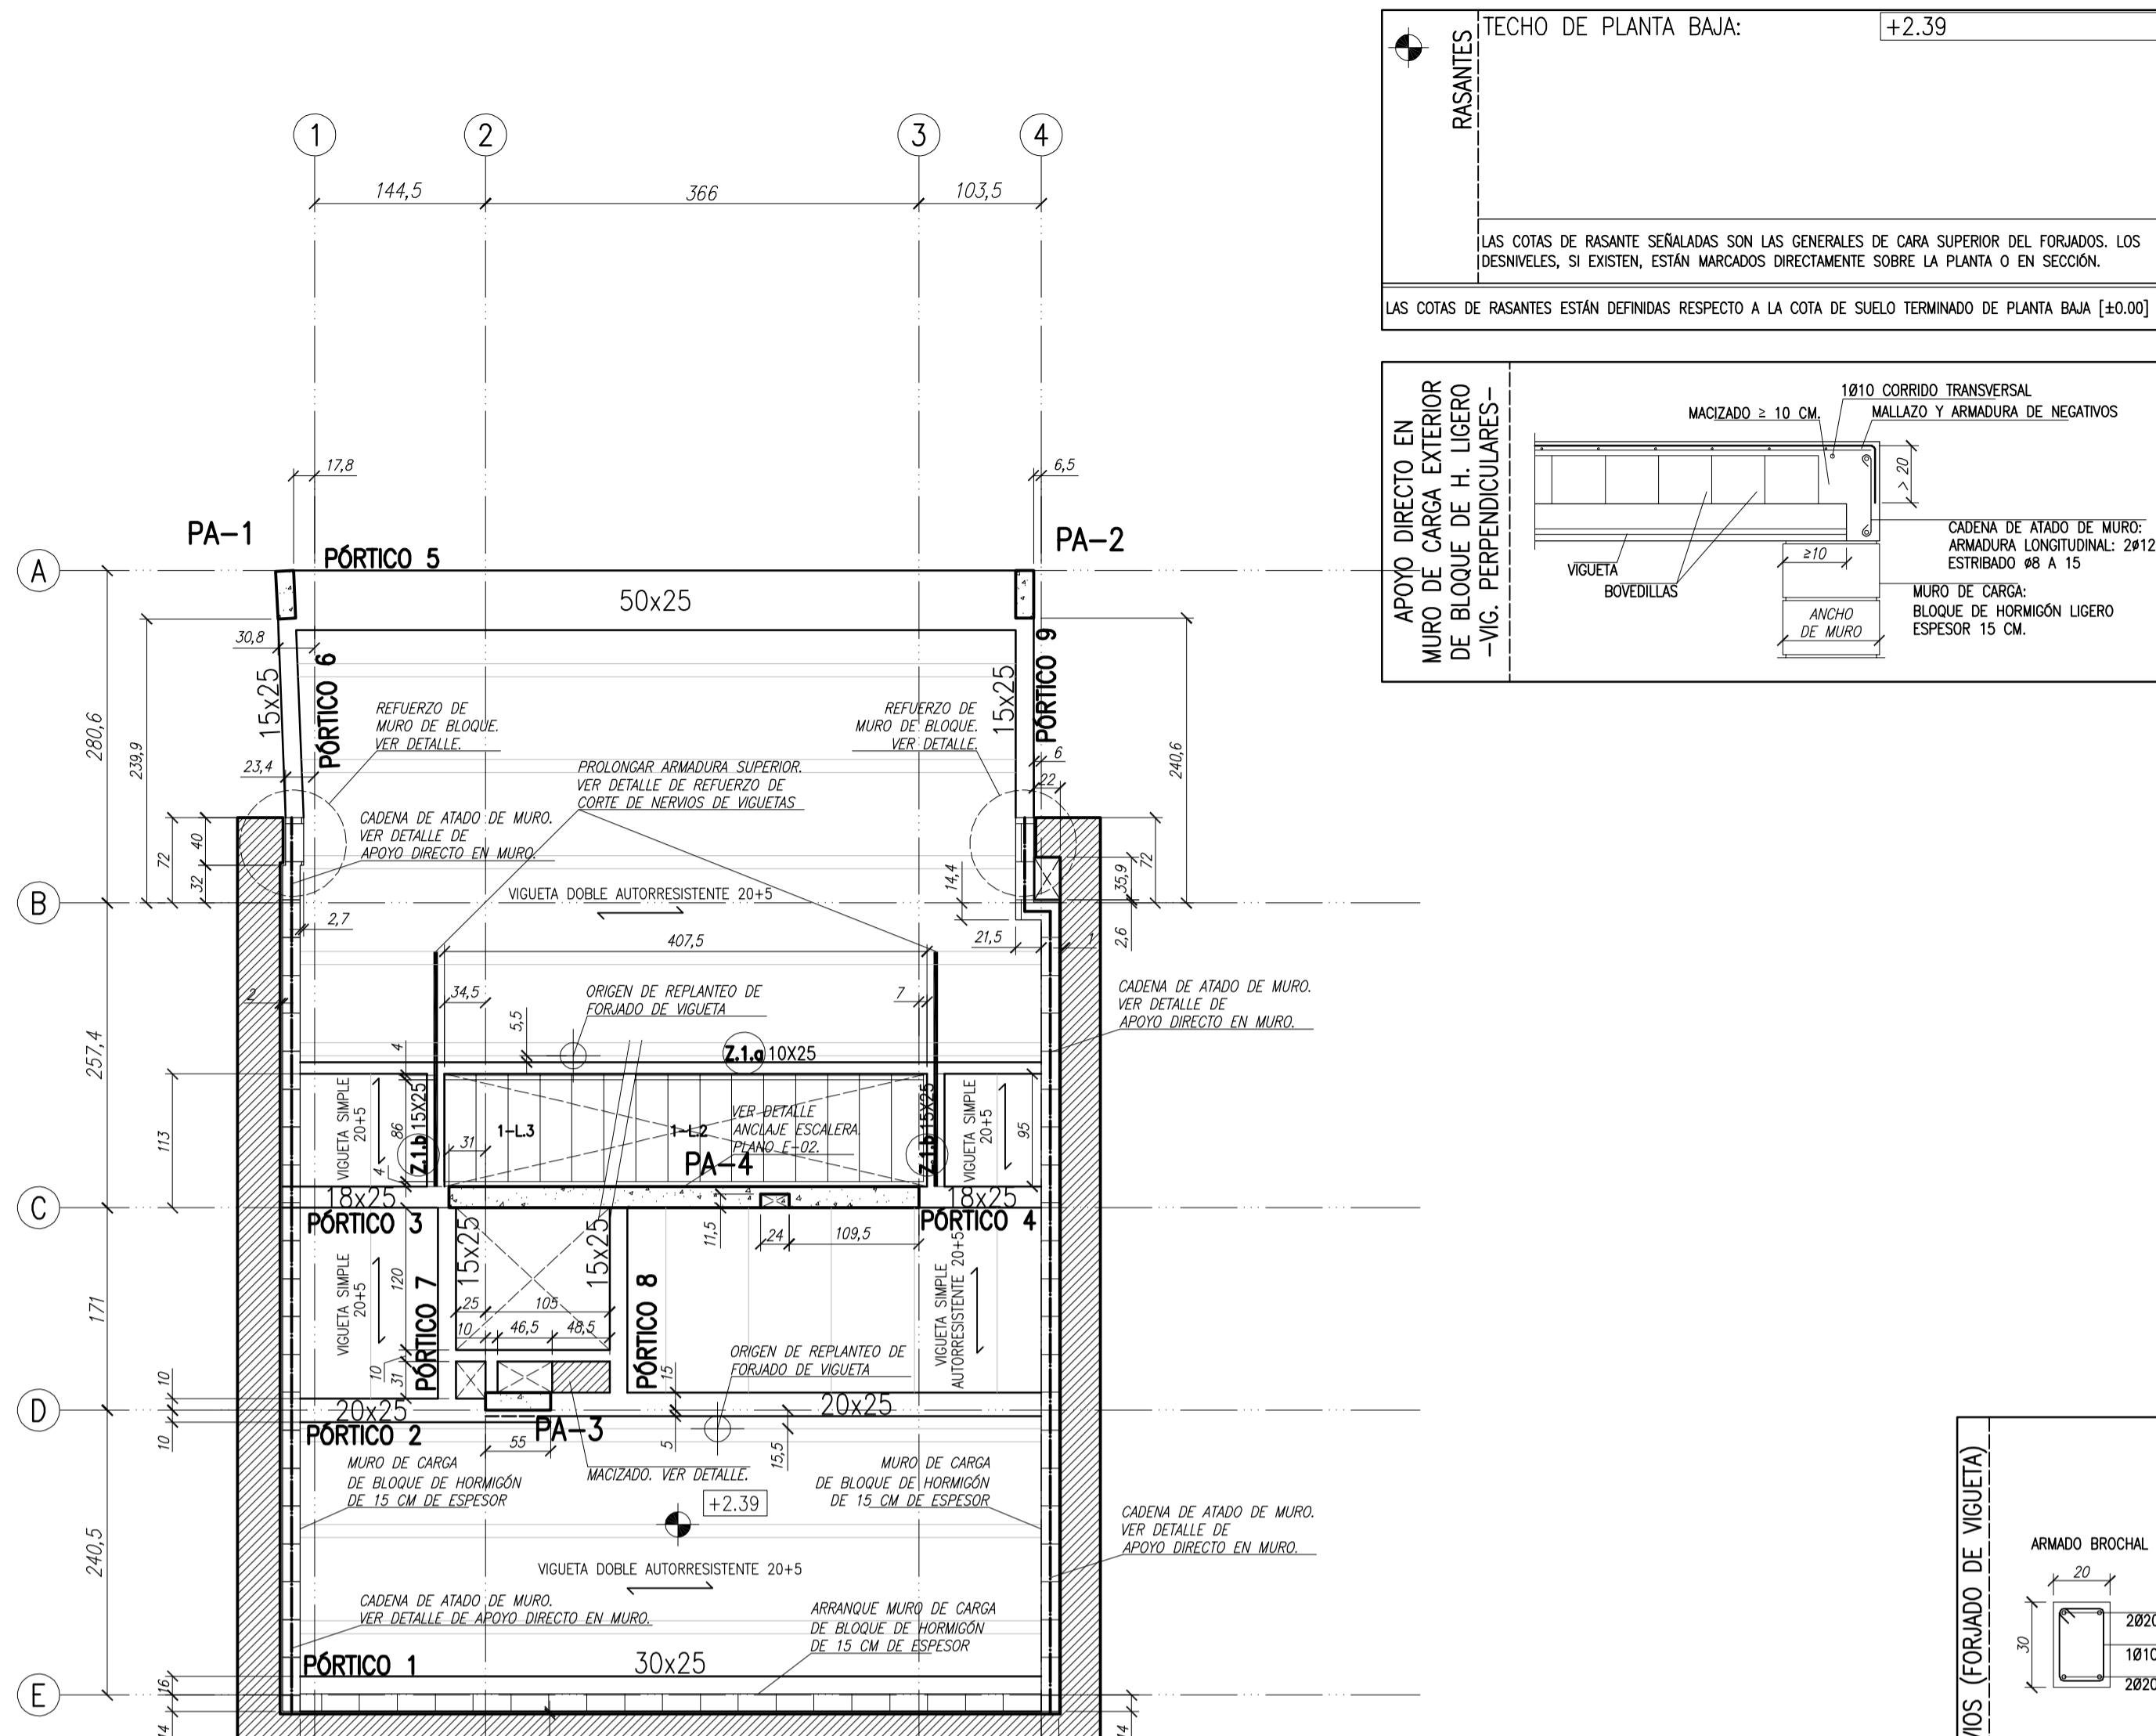 TECHO DE PLANTA BAJA:
+2.39
RASANTES
LAS COTAS DE RASANTE SEÑALADAS SON LAS GENERALES DE CARA SUPERIOR DEL FORJADOS. LOS
DESNIVELES, SI EXISTEN, ESTÁN MARCADOS DIRECTAMENTE SOBRE LA PLANTA O EN SECCIÓN.
LAS COTAS DE RASANTES ESTÁN DEFINIDAS RESPECTO A LA COTA DE SUELO TERMINADO DE PLANTA BAJA [±0.00]
APOYO DIRECTO EN
MURO DE CARGA EXTERIOR
DE BLOQUE DE H. LIGERO
-VIG. PERPENDICULARES-
1Ø10 CORRIDO TRANSVERSAL
MACIZADO ≥ 10 CM.
MALLAZO Y ARMADURA DE NEGATIVOS
> 20
CADENA DE ATADO DE MURO:
ARMADURA LONGITUDINAL: 2ø12
ESTRIBADO ø8 A 15
≥10
VIGUETA
BOVEDILLAS
MURO DE CARGA:
BLOQUE DE HORMIGÓN LIGERO
ESPESOR 15 CM.
ANCHO
DE MURO
1
2
3
4
144,5
366
103,5
17,8
6,5
PA-1
PA-2
A
PÓRTICO 5
50x25
30,8
15x25
PÓRTICO 6
15x25
PÓRTICO 9
280,6
239,9
240,6
REFUERZO DE
MURO DE BLOQUE.
VER DETALLE.
REFUERZO DE
MURO DE BLOQUE.
VER DETALLE.
23,4
6
22
PROLONGAR ARMADURA SUPERIOR.
VER DETALLE DE REFUERZO DE
CORTE DE NERVIOS DE VIGUETAS
CADENA DE ATADO DE MURO.
VER DETALLE DE
APOYO DIRECTO EN MURO.
72
40
32
14,4
35,9
72
B
VIGUETA DOBLE AUTORRESISTENTE 20+5
2,7
407,5
21,5
1
2,6
2
34,5
ORIGEN DE REPLANTEO DE
FORJADO DE VIGUETA
7
5,5
CADENA DE ATADO DE MURO.
VER DETALLE DE
APOYO DIRECTO EN MURO.
257,4
4
Z.1.a 10X25
113
VIGUETA SIMPLE
20+5
86
Z.1.b 15X25
4
31
1-L.3
1-L.2
VER DETALLE
ANCLAJE ESCALERA.
PLANO E-02.
Z.1.b 15X25
VIGUETA SIMPLE
20+5
95
PA-4
C
18x25
PÓRTICO 3
18x25
PÓRTICO 4
11,5
24
109,5
171
VIGUETA SIMPLE
20+5
120
PÓRTICO 7
15x25
15x25
PÓRTICO 8
VIGUETA SIMPLE
AUTORRESISTENTE 20+5
25
105
10
46,5
48,5
10
31
ORIGEN DE REPLANTEO DE
FORJADO DE VIGUETA
15
10
D
20x25
20x25
10
PÓRTICO 2
PA-3
55
5
15,5
MACIZADO. VER DETALLE.
MURO DE CARGA
DE BLOQUE DE HORMIGÓN
DE 15 CM DE ESPESOR
MURO DE CARGA
DE BLOQUE DE HORMIGÓN
DE 15 CM DE ESPESOR
+2.39
CADENA DE ATADO DE MURO.
VER DETALLE DE
APOYO DIRECTO EN MURO.
240,5
VIGUETA DOBLE AUTORRESISTENTE 20+5
CADENA DE ATADO DE MURO.
VER DETALLE DE APOYO DIRECTO EN MURO.
ARRANQUE MURO DE CARGA
DE BLOQUE DE HORMIGÓN
DE 15 CM DE ESPESOR
PÓRTICO 1
30x25
16
E
14
14
(FORJADO DE VIGUETA)
ARMADO BROCHAL
20
30
2Ø20
1Ø10
2Ø20